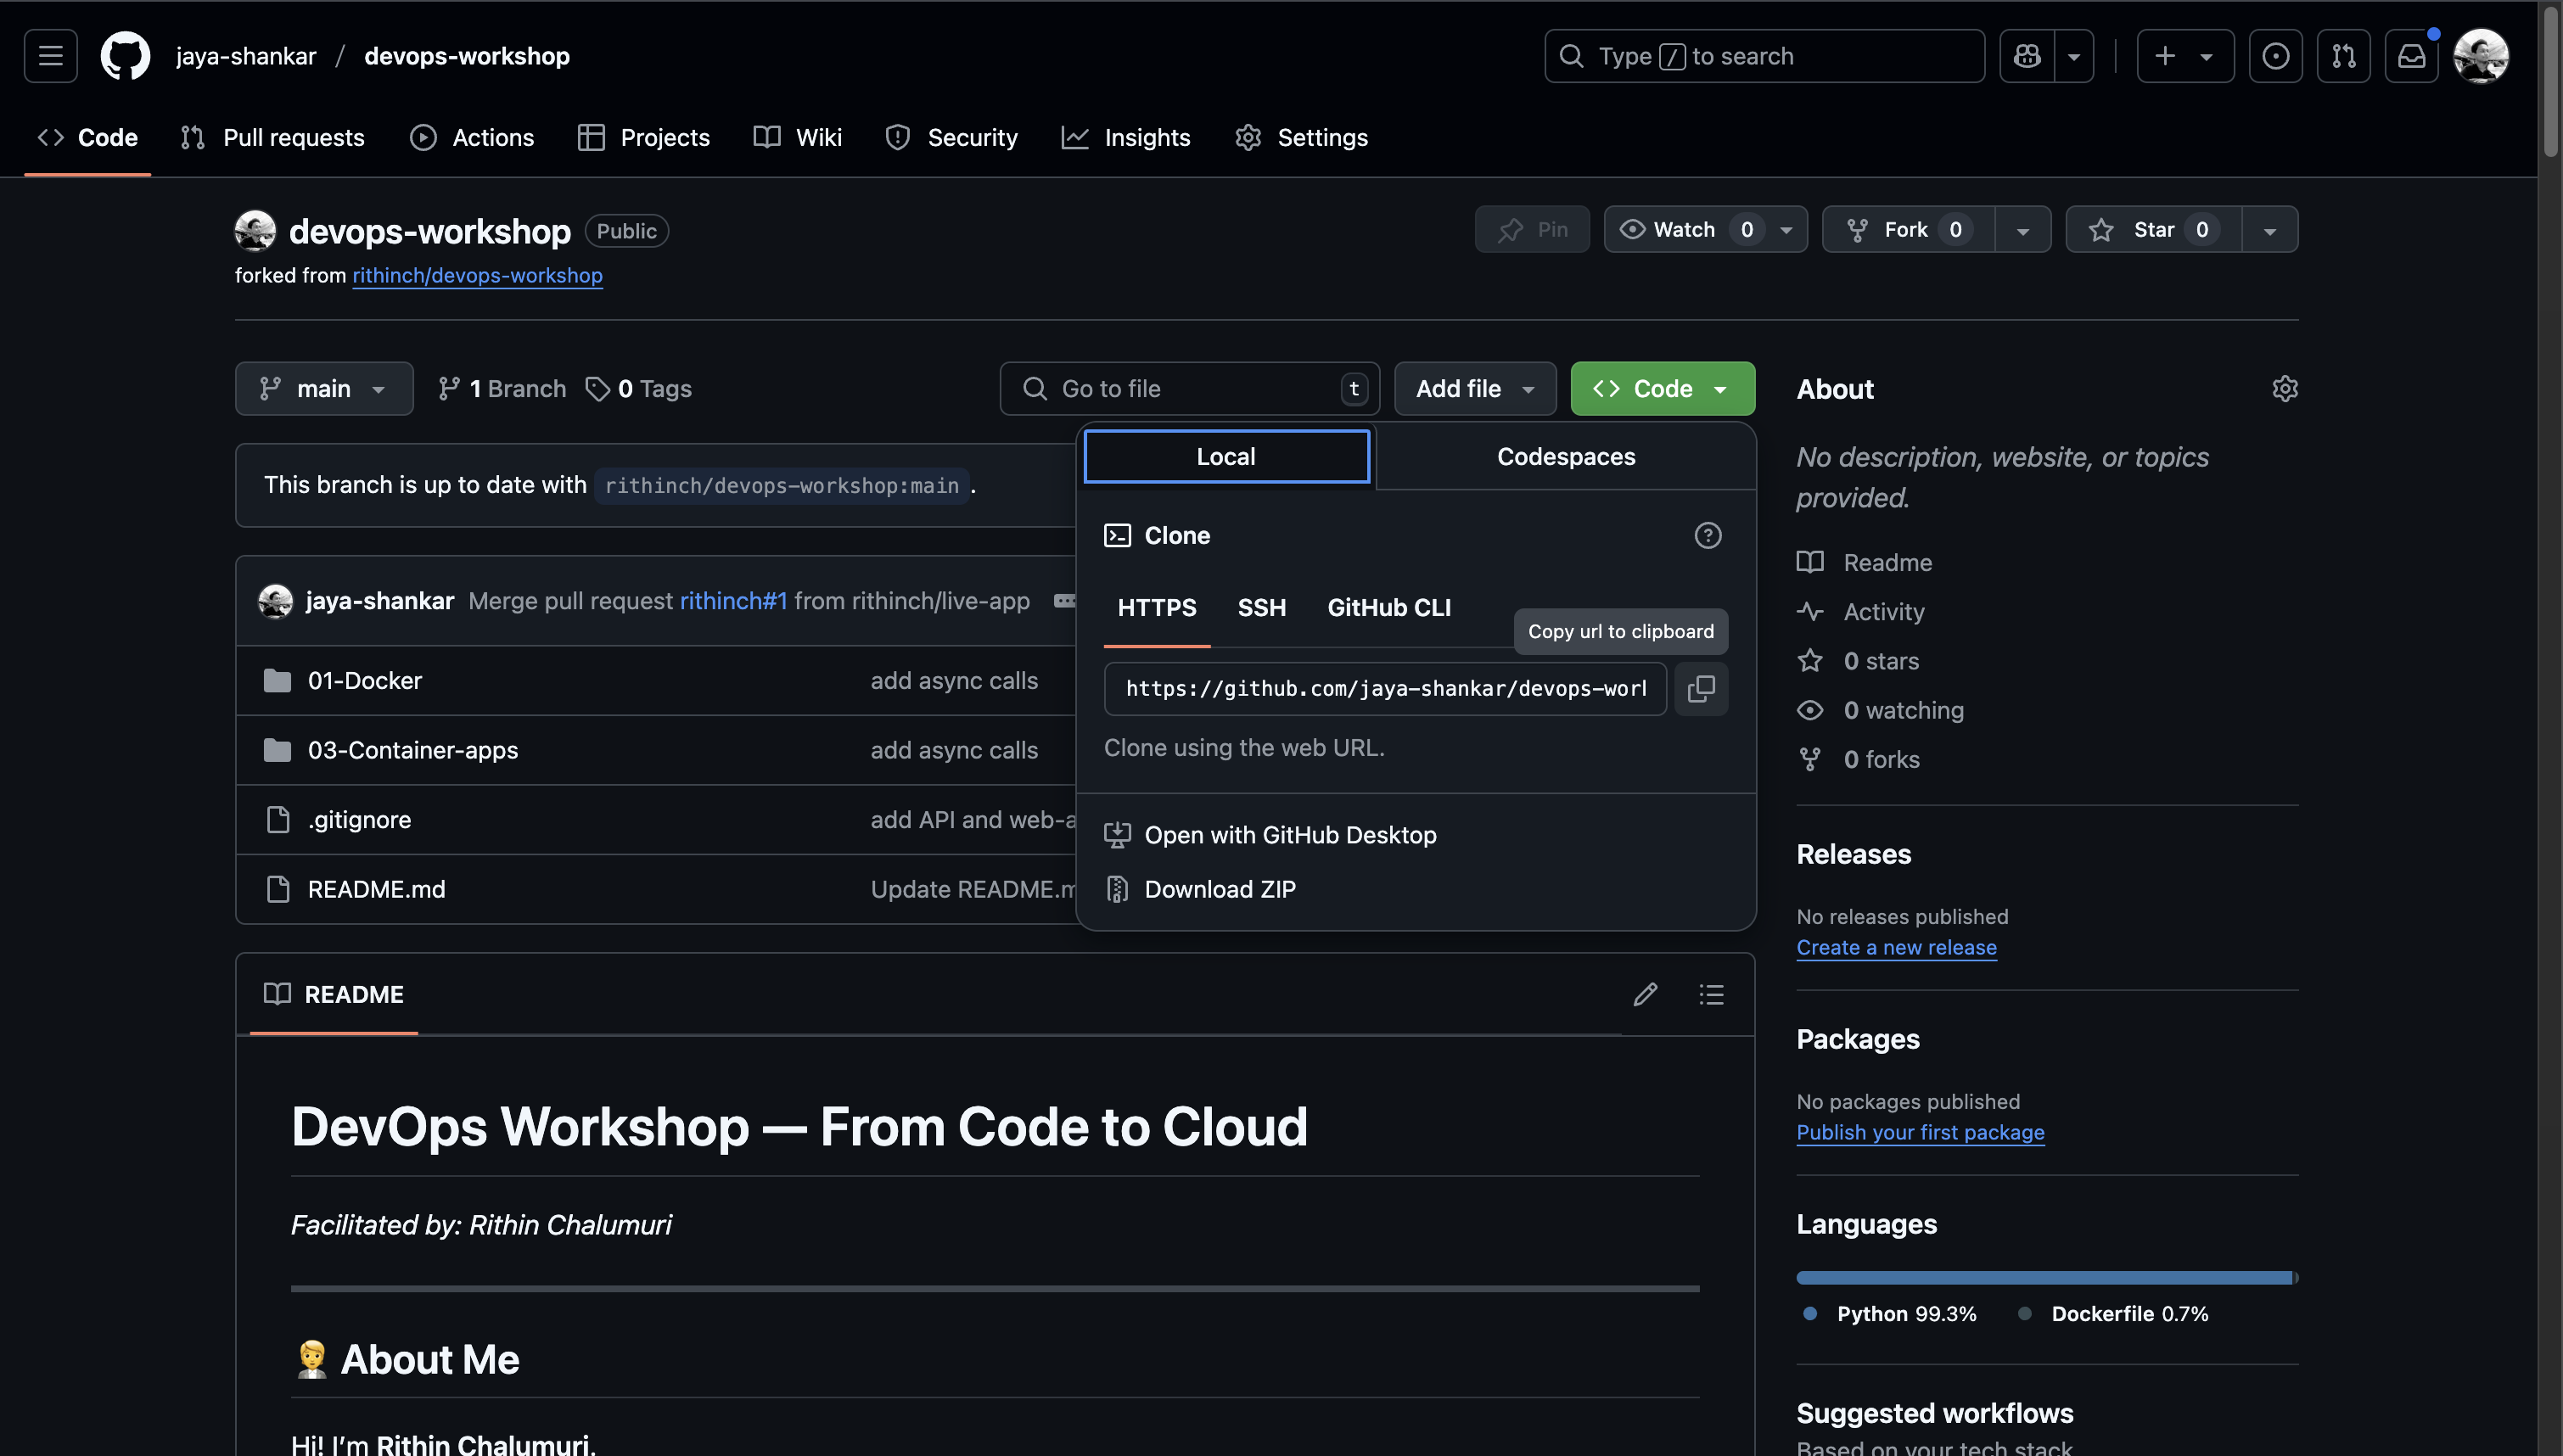 jaya-shankar / devops-workshop
Type / to search
Code Pull requests Actions Projects Wiki Security Insights Settings
devops-workshop Public
Pin Watch 0 Fork 0 Star 0
forked from rithinch/devops-workshop
main 1 Branch 0 Tags
Go to file t Add file Code
This branch is up to date with rithinch/devops-workshop:main .
jaya-shankar Merge pull request rithinch#1 from rithinch/live-app
01-Docker add async calls
03-Container-apps add async calls
.gitignore add API and web-a
README.md Update README.m
Local Codespaces
Clone
HTTPS SSH GitHub CLI
Copy url to clipboard
https://github.com/jaya-shankar/devops-worl
Clone using the web URL.
Open with GitHub Desktop
Download ZIP
README
DevOps Workshop — From Code to Cloud
Facilitated by: Rithin Chalumuri
About Me
Hi! I'm Rithin Chalumuri.
About
No description, website, or topics
provided.
Readme
Activity
0 stars
0 watching
0 forks
Releases
No releases published
Create a new release
Packages
No packages published
Publish your first package
Languages
Python 99.3% Dockerfile 0.7%
Suggested workflows
Based on your tech stack